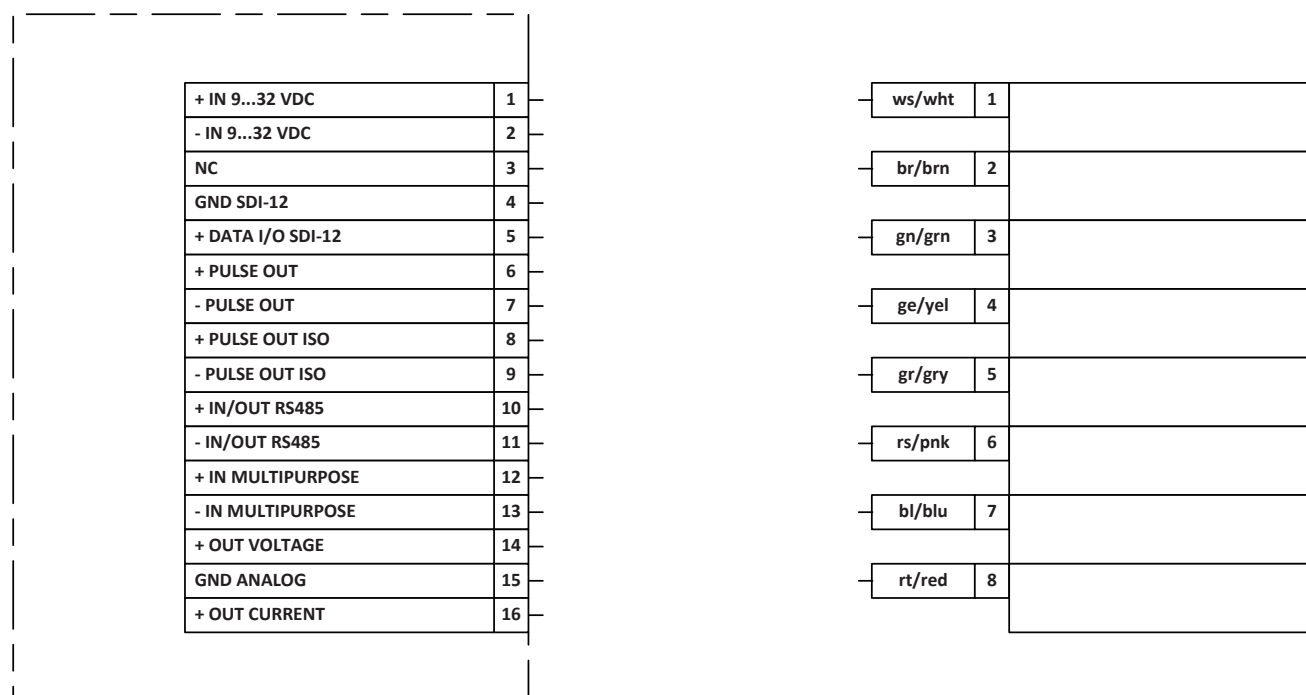 + IN 9...32 VDC 1
- IN 9...32 VDC 2
NC 3
GND SDI-12 4
+ DATA I/O SDI-12 5
+ PULSE OUT 6
- PULSE OUT 7
+ PULSE OUT ISO 8
- PULSE OUT ISO 9
+ IN/OUT RS485 10
- IN/OUT RS485 11
+ IN MULTIPURPOSE 12
- IN MULTIPURPOSE 13
+ OUT VOLTAGE 14
GND ANALOG 15
+ OUT CURRENT 16
ws/wht 1
br/brn 2
gn/grn 3
ge/yel 4
gr/gry 5
rs/pnk 6
bl/blu 7
rt/red 8